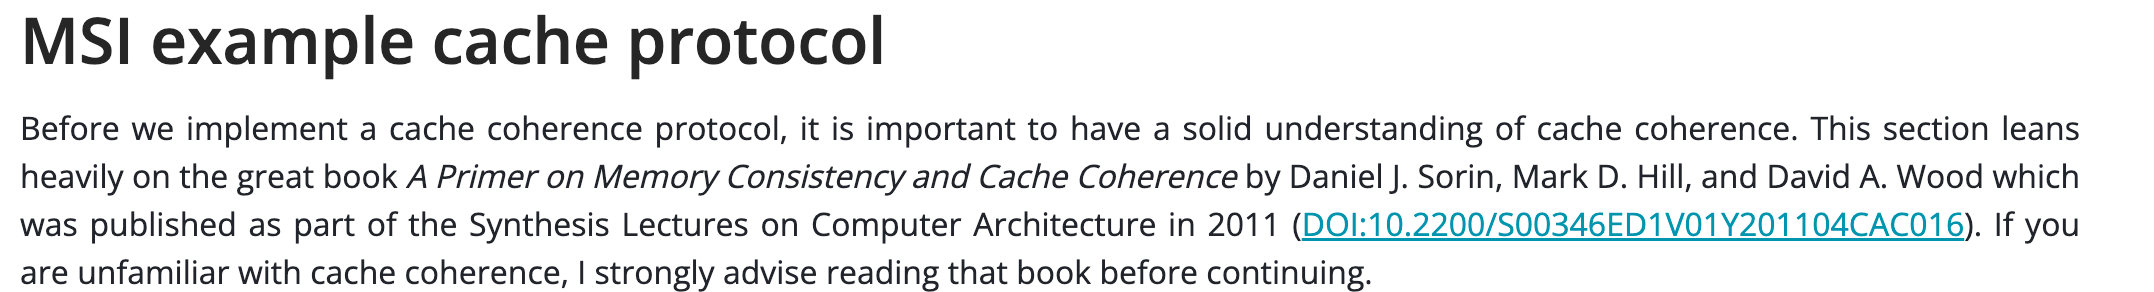 MSI example cache protocol
Before we implement a cache coherence protocol, it is important to have a solid understanding of cache coherence. This section leans
heavily on the great book A Primer on Memory Consistency and Cache Coherence by Daniel J. Sorin, Mark D. Hill, and David A. Wood which
was published as part of the Synthesis Lectures on Computer Architecture in 2011 (DOI:10.2200/S00346ED1V01Y201104CAC016). If you
are unfamiliar with cache coherence, I strongly advise reading that book before continuing.